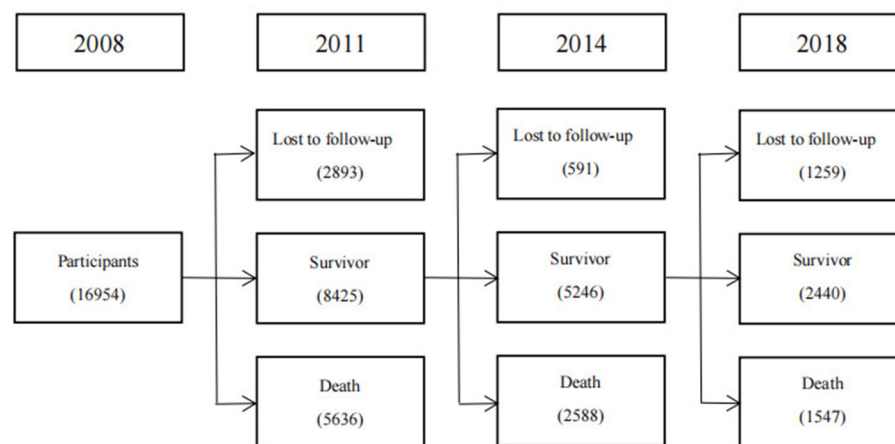 2008
2011
2014
2018
Lost to follow-up
(2893)
Lost to follow-up
(591)
Lost to follow-up
(1259)
Participants
(16954)
Survivor
(8425)
Survivor
(5246)
Survivor
(2440)
Death
(5636)
Death
(2588)
Death
(1547)